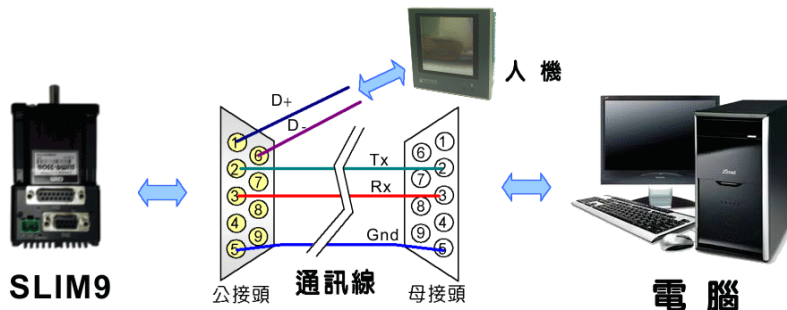 人 機
D+
D-
① ⑥ ② ⑦ ③ ⑧ ④ ⑨ ⑤
Tx
Rx
Gnd
① ⑥ ② ⑦ ③ ⑧ ④ ⑨ ⑤
SLIM9
公接頭
通訊線
母接頭
電 腦